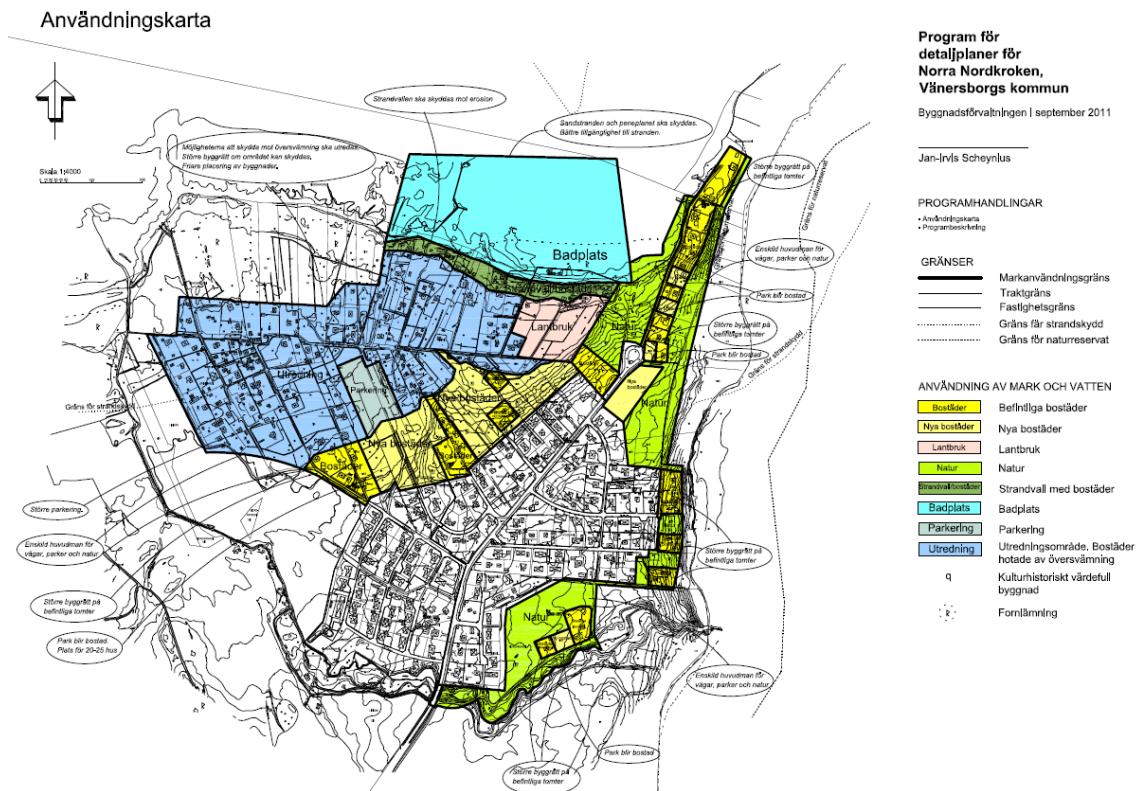 Användningskarta
Program för
detaljplaner för
Norra Nordkroken,
Vänersborgs kommun
Byggnadsförvaltningen | september 2011
Jan-Irvis Scheynius
PROGRAMHANDLINGAR
• Användningskarta
• Programbeskrivning
GRÄNSER
Markanvändningsgräns
Traktgräns
Fastighetsgräns
Gräns får strandskydd
Gräns för naturreservat
ANVÄNDNING AV MARK OCH VATTEN
Bostäder Befintliga bostäder
Nya bostäder Nya bostäder
Lantbruk Lantbruk
Natur Natur
Strandvall/bostäder Strandvall med bostäder
Badplats Badplats
Parkering Parkering
Utredning Utredningsområde. Bostäder
hotade av översvämning
q Kulturhistoriskt värdefull
byggnad
R Fornlämning
Skala 1:4000
Strandvallen ska skyddas mot erosion
Sandstranden och peneplanet ska skyddas.
Bättre tillgänglighet till stranden.
Möjligheterna att skydda mot översvämning ska utredas.
Större byggrätt om området kan skyddas.
Friare placering av byggnader.
Större byggrätt på
befintliga tomter
Gräns för naturreservat
Enskild huvudman för
vägar, parker och natur
Park blir bostad
Större byggrätt på
befintliga tomter
Park blir bostad
Gräns för strandskydd
Badplats
Lantbruk
Natur
Utredning
Parkering
Nya bostäder
Nya
bostäder
Natur
Nya bostäder
Bostäder
Bostäder
Gräns för strandskydd
Större parkering.
Enskild huvudman för
vägar, parker och natur
Större byggrätt på
befintliga tomter
Park blir bostad.
Plats för 20-25 hus
Större byggrätt på
befintliga tomter
Natur
Enskild huvudman för
vägar, parker och natur
Park blir bostad
Större byggrätt på
befintliga tomter